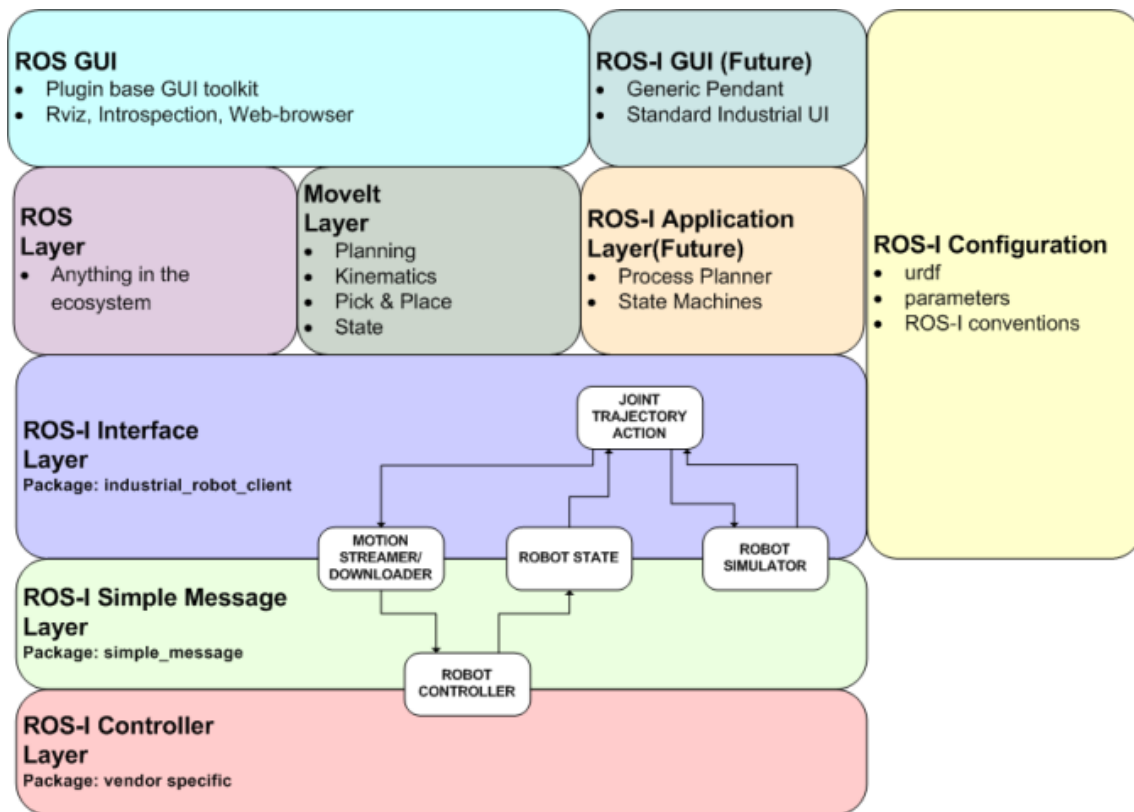 ROS GUI
• Plugin base GUI toolkit
• Rviz, Introspection, Web-browser
ROS-I GUI (Future)
• Generic Pendant
• Standard Industrial UI
ROS
Layer
• Anything in the
ecosystem
MoveIt
Layer
• Planning
• Kinematics
• Pick & Place
• State
ROS-I Application
Layer(Future)
• Process Planner
• State Machines
ROS-I Configuration
• urdf
• parameters
• ROS-I conventions
ROS-I Interface
Layer
Package: industrial_robot_client
JOINT
TRAJECTORY
ACTION
MOTION
STREAMER/
DOWNLOADER
ROBOT STATE
ROBOT
SIMULATOR
ROS-I Simple Message
Layer
Package: simple_message
ROBOT
CONTROLLER
ROS-I Controller
Layer
Package: vendor specific